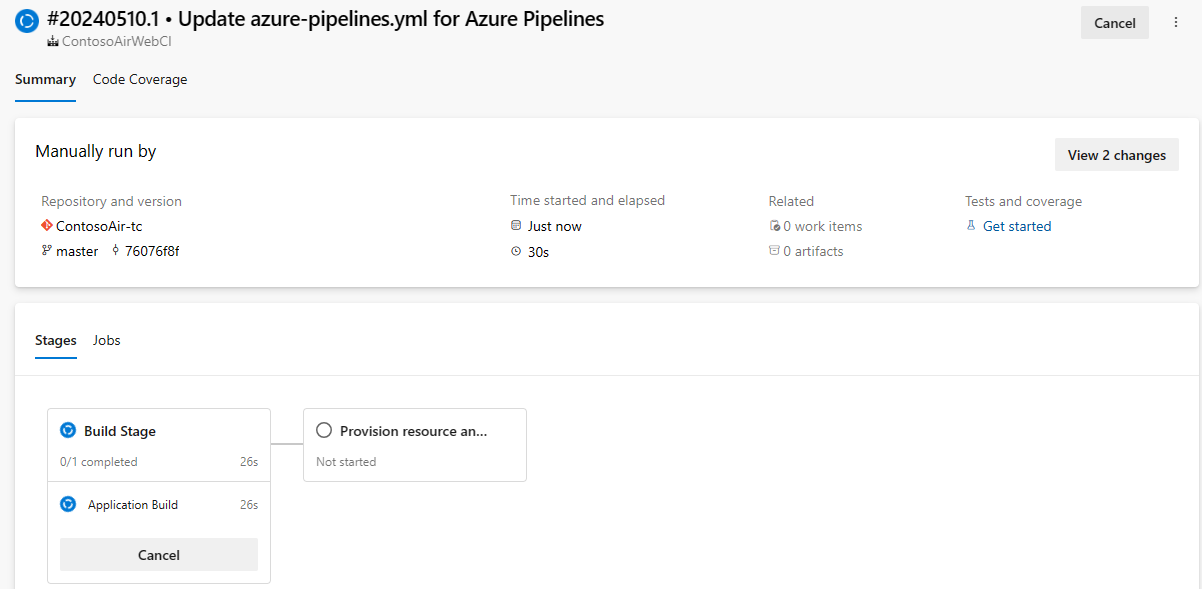 #20240510.1 • Update azure-pipelines.yml for Azure Pipelines
Cancel
ContosoAirWebCI
Summary Code Coverage
Manually run by
View 2 changes
Repository and version
ContosoAir-tc
master 76076f8f
Time started and elapsed
Just now
30s
Related
0 work items
0 artifacts
Tests and coverage
Get started
Stages Jobs
Build Stage
0/1 completed 26s
Application Build 26s
Cancel
Provision resource an...
Not started